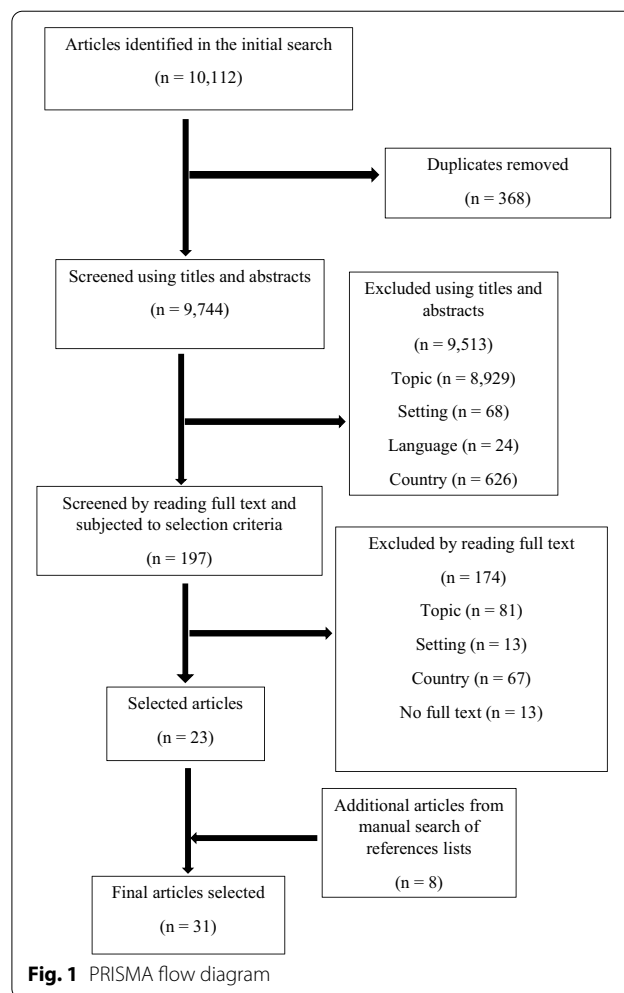 Articles identified in the initial search
(n = 10,112)
Duplicates removed
(n = 368)
Screened using titles and abstracts
(n = 9,744)
Excluded using titles and
abstracts
(n = 9,513)
Topic (n = 8,929)
Setting (n = 68)
Language (n = 24)
Country (n = 626)
Screened by reading full text and
subjected to selection criteria
(n = 197)
Excluded by reading full text
(n = 174)
Topic (n = 81)
Setting (n = 13)
Country (n = 67)
No full text (n = 13)
Selected articles
(n = 23)
Additional articles from
manual search of
references lists
(n = 8)
Final articles selected
(n = 31)
Fig. 1 PRISMA flow diagram